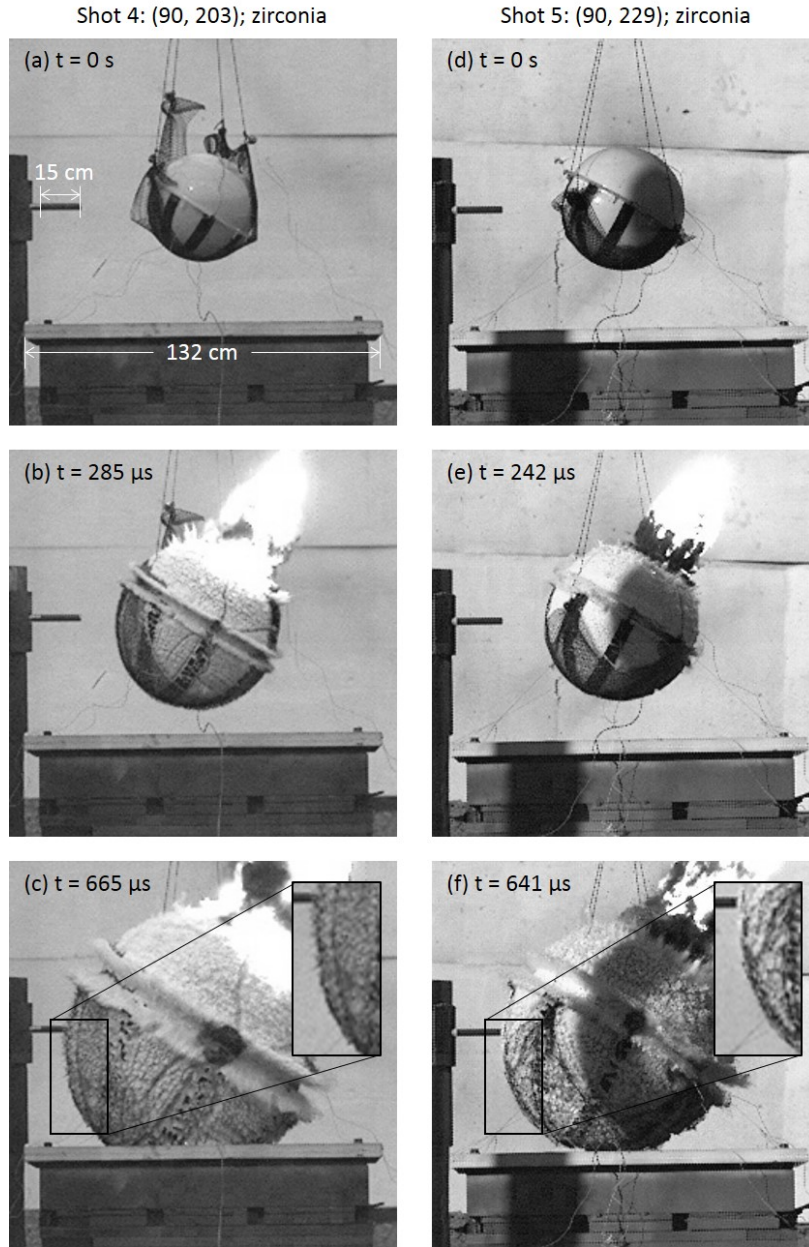 Shot 4: (90, 203); zirconia
Shot 5: (90, 229); zirconia
(a) t = 0 s
(d) t = 0 s
15 cm
132 cm
(b) t = 285 µs
(e) t = 242 µs
(c) t = 665 µs
(f) t = 641 µs